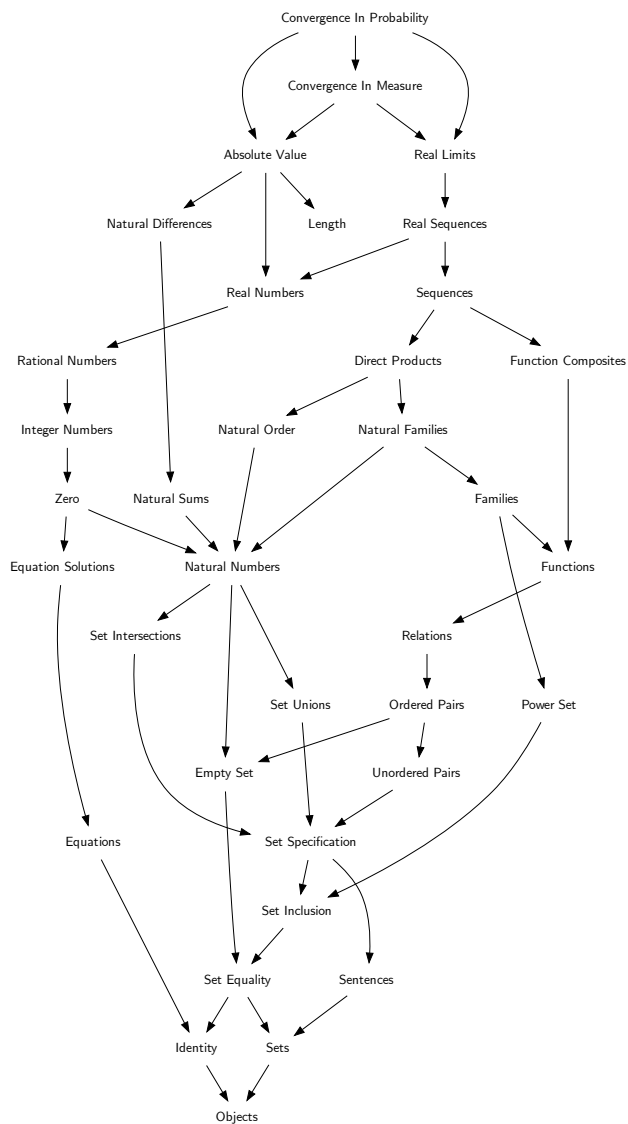 Convergence In Probability
Convergence In Measure
Absolute Value
Real Limits
Natural Differences
Length
Real Sequences
Real Numbers
Sequences
Rational Numbers
Direct Products
Function Composites
Integer Numbers
Natural Order
Natural Families
Zero
Natural Sums
Families
Equation Solutions
Natural Numbers
Functions
Set Intersections
Relations
Set Unions
Ordered Pairs
Power Set
Empty Set
Unordered Pairs
Equations
Set Specification
Set Inclusion
Set Equality
Sentences
Identity
Sets
Objects